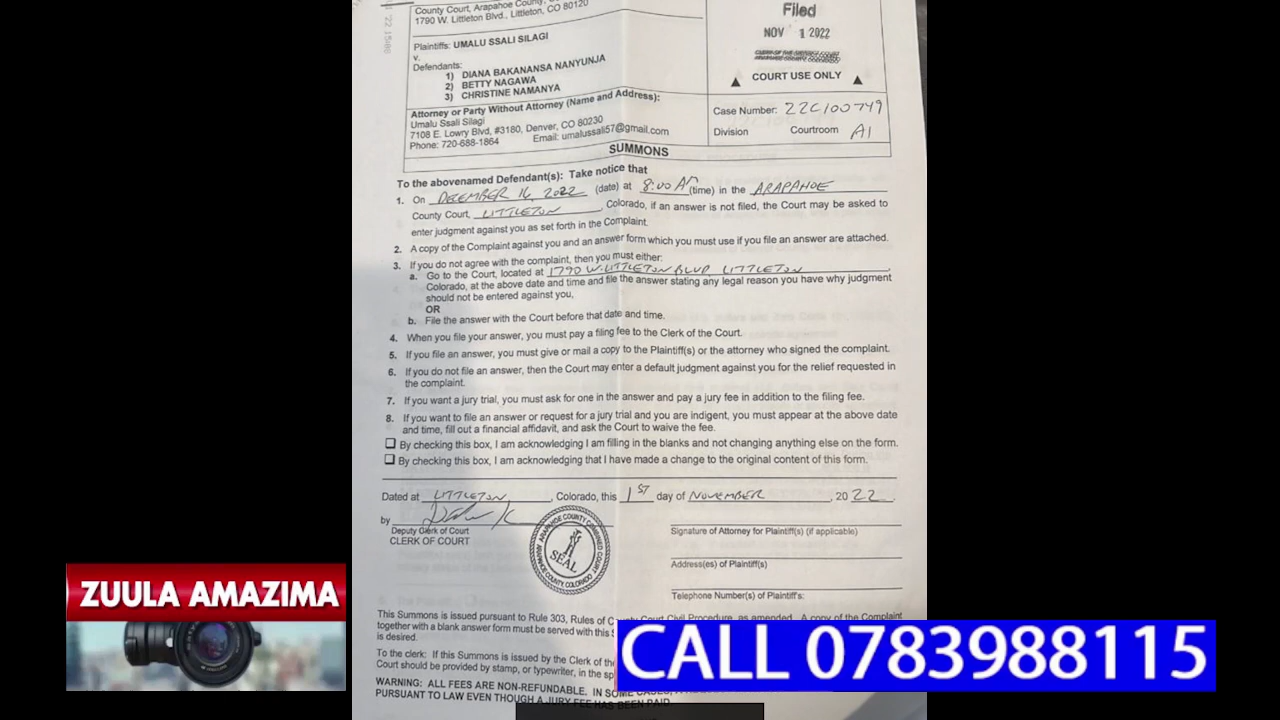 County Court, Arapahoe County,
1790 W. Littleton Blvd., Littleton, CO 80120
Plaintiffs: UMALU SSALI SILAGI
v.
Defendants:
1) DIANA BAKANANSA NANYUNJA
2) BETTY NAGAWA
3) CHRISTINE NAMANYA
Filed
NOV 1 2022
CLERK OF THE DISTRICT COURT
ARAPAHOE COUNTY, COLORADO
▲ COURT USE ONLY ▲
Attorney or Party Without Attorney (Name and Address):
Umalu Ssali Silagi
7108 E. Lowry Blvd, #3180, Denver, CO 80230
Phone: 720-688-1864 Email: umalussali57@gmail.com
Case Number: 22C100749
Division Courtroom A1
SUMMONS
To the abovenamed Defendant(s): Take notice that
1. On DECEMBER 16, 2022 (date) at 8:00 AM (time) in the ARAPAHOE
County Court, LITTLETON, Colorado, if an answer is not filed, the Court may be asked to
enter judgment against you as set forth in the Complaint.
2. A copy of the Complaint against you and an answer form which you must use if you file an answer are attached.
3. If you do not agree with the complaint, then you must either:
a. Go to the Court, located at 1790 W. LITTLETON BLVD, LITTLETON,
Colorado, at the above date and time and file the answer stating any legal reason you have why judgment
should not be entered against you,
OR
b. File the answer with the Court before that date and time.
4. When you file your answer, you must pay a filing fee to the Clerk of the Court.
5. If you file an answer, you must give or mail a copy to the Plaintiff(s) or the attorney who signed the complaint.
6. If you do not file an answer, then the Court may enter a default judgment against you for the relief requested in
the complaint.
7. If you want a jury trial, you must ask for one in the answer and pay a jury fee in addition to the filing fee.
8. If you want to file an answer or request for a jury trial and you are indigent, you must appear at the above date
and time, fill out a financial affidavit, and ask the Court to waive the fee.
❑ By checking this box, I am acknowledging I am filling in the blanks and not changing anything else on the form.
❑ By checking this box, I am acknowledging that I have made a change to the original content of this form.
Dated at LITTLETON, Colorado, this 1ST day of NOVEMBER, 2022.
by
Deputy Clerk of Court
CLERK OF COURT
ARAPAHOE COUNTY COMBINED COURT
SEAL
ARAPAHOE COUNTY, COLORADO
Signature of Attorney for Plaintiff(s) (if applicable)
Address(es) of Plaintiff(s)
Telephone Number(s) of Plaintiff's:
This Summons is issued pursuant to Rule 303, Rules of County Court Civil Procedure, as amended. A copy of the Complaint
together with a blank answer form must be served with this
is desired.
To the clerk: If this Summons is issued by the Clerk of the
Court should be provided by stamp, or typewriter, in the
WARNING: ALL FEES ARE NON-REFUNDABLE. IN SOME CASES,
PURSUANT TO LAW EVEN THOUGH A JURY FEE HAS BEEN PAID.
ZUULA AMAZIMA
CALL 0783988115